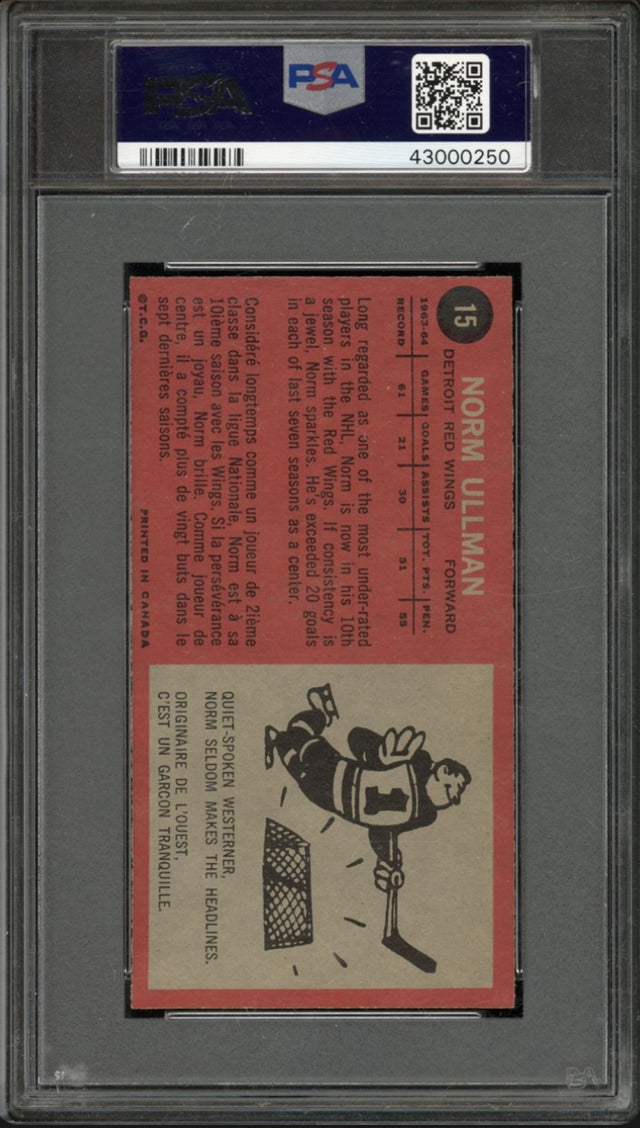 PSA
PSA
43000250
15
NORM ULLMAN
DETROIT RED WINGS FORWARD
1963-64 GAMES GOALS ASSISTS TOT. PTS. PEN.
RECORD 61 21 30 51 55
Long regarded as one of the most under-rated
players in the NHL, Norm is now in his 10th
season with the Red Wings. If consistency is
a jewel, Norm sparkles. He's exceeded 20 goals
in each of last seven seasons as a center.
Considéré longtemps comme un joueur de 2ième
classe dans la ligue Nationale, Norm est à sa
10ième saison avec les Wings. Si la persévérance
est un joyau, Norm brille. Comme joueur de
centre, il a compté plus de vingt buts dans le
sept dernières saisons.
©T.C.G. PRINTED IN CANADA
1
QUIET-SPOKEN WESTERNER,
NORM SELDOM MAKES THE HEADLINES.
ORIGINAIRE DE L'OUEST,
C'EST UN GARCON TRANQUILLE.
PSA